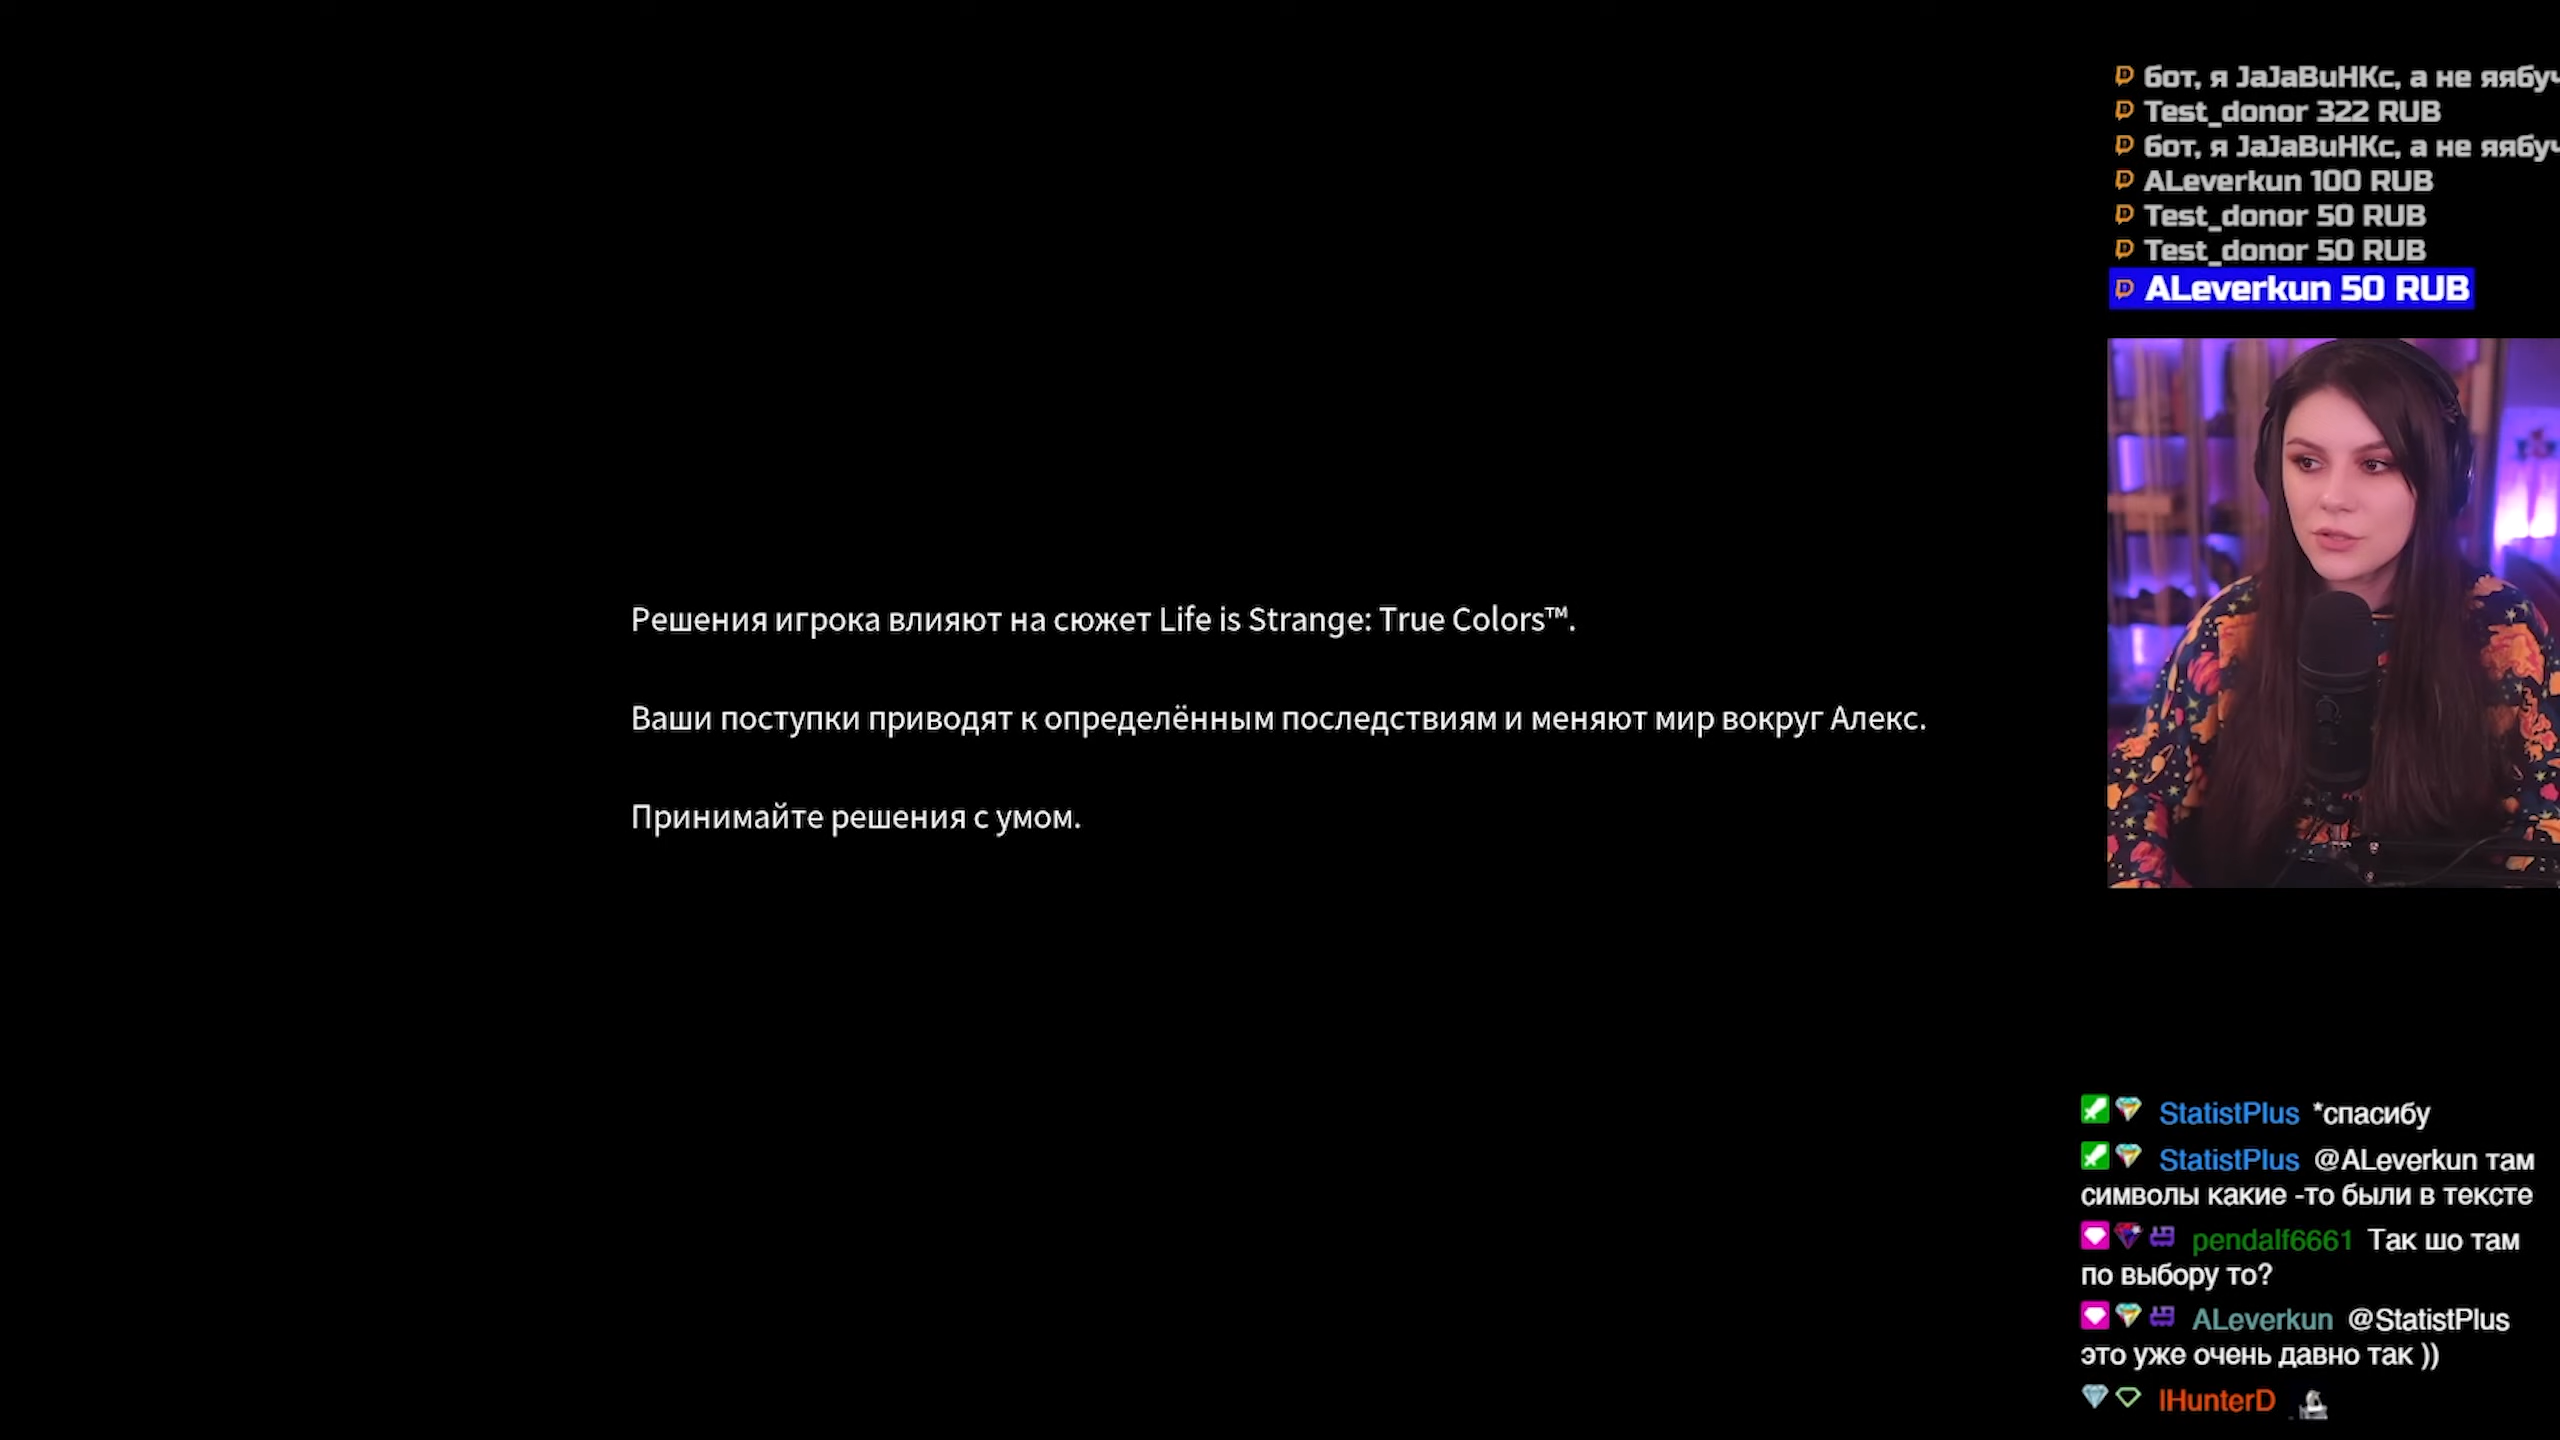 бот, я JaJaBuHKc, а не
Test_donor 322 RUB
бот, я JaJaBuHKc, а не
ALeverkun 100 RUB
Test_donor 50 RUB
Test_donor 50 RUB
ALeverkun 50 RUB
Решения игрока влияют на сюжет Life is Strange: True Colors™.
Ваши поступки приводят к определённым последствиям и меняют мир вокруг Алекс.
Принимайте решения с умом.
StatistPlus *спасибу
StatistPlus @ALeverkun там
символы какие -то были в тексте
pendalf6661 Так шо там
по выбору то?
ALeverkun @StatistPlus
это уже очень давно так ))
lHunterD